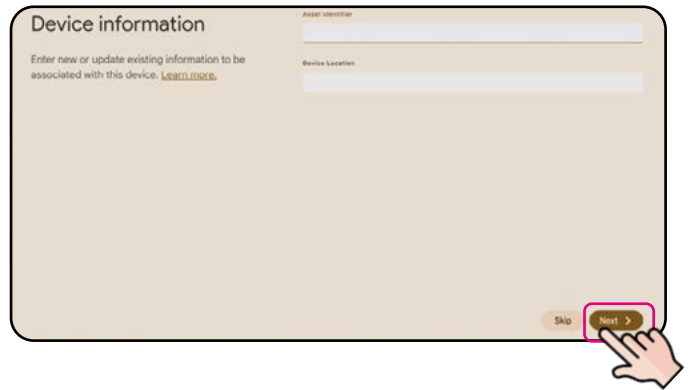 Device information
Enter new or update existing information to be
associated with this device. Learn more.
Asset Identifier
Device Location
Skip
Next